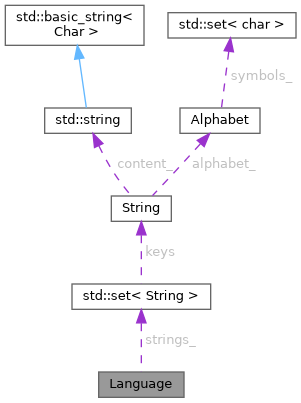 std::basic_string<
Char >
std::set< char >
symbols_
std::string
Alphabet
content_
alphabet_
String
keys
std::set< String >
strings_
Language